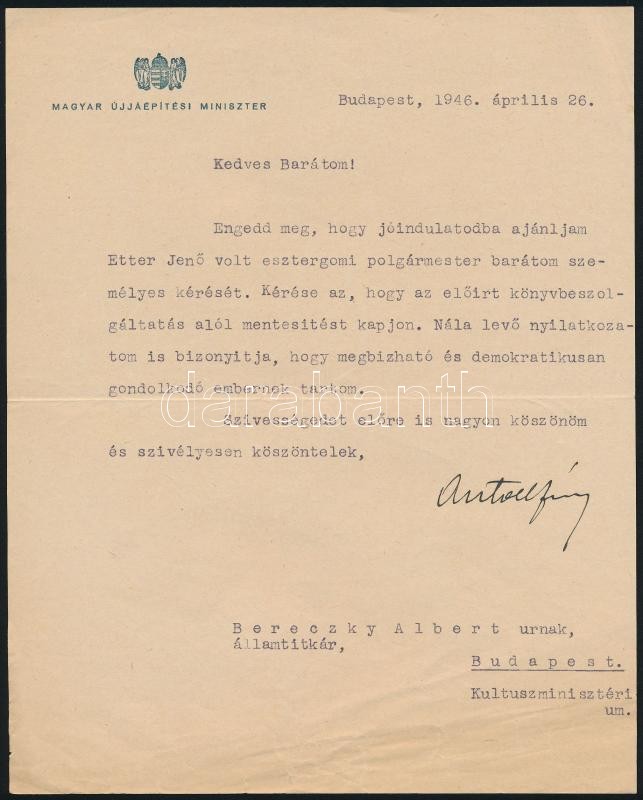 MAGYAR ÚJJÁÉPÍTÉSI MINISZTER
Budapest, 1946. április 26.
Kedves Barátom!
Engedd meg, hogy jóindulatodba ajánljam
Etter Jenő volt esztergomi polgármester barátom sze-
mélyes kérését. Kérése az, hogy az előirt könyvbeszol-
gáltatás alól mentesitést kapjon. Nála levő nyilatkoza-
tom is bizonyitja, hogy megbizható és demokratikusan
gondolkodó embernek tartom.
darabanth
Szivességedet előre is nagyon köszönöm
és szivélyesen köszöntelek,
B e r e c z k y A l b e r t urnak,
államtitkár,
B u d a p e s t.
Kultuszminisztéri
um.